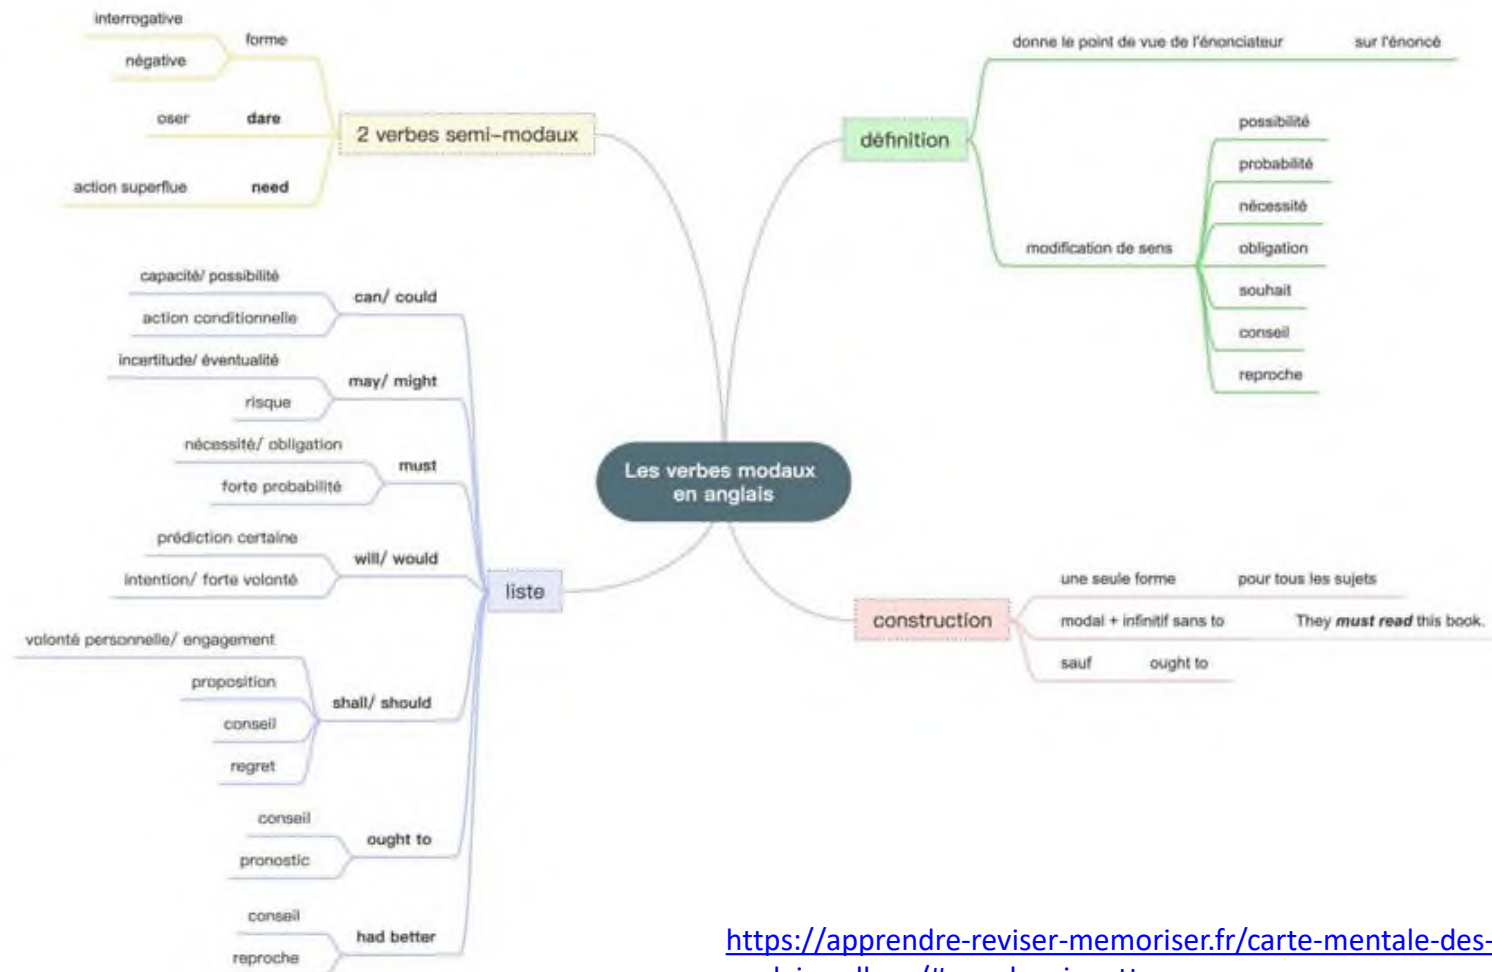 interrogative
forme
négative
oser
dare
action superflue
need
2 verbes semi-modaux
définition
donne le point de vue de l'énonciateur
sur l'énoncé
modification de sens
possibilité
probabilité
nécessité
obligation
souhait
conseil
reproche
Les verbes modaux
en anglais
liste
capacité/ possibilité
can/ could
action conditionnelle
incertitude/ éventualité
may/ might
risque
nécessité/ obligation
must
forte probabilité
prédiction certaine
will/ would
intention/ forte volonté
volonté personnelle/ engagement
proposition
shall/ should
conseil
regret
conseil
ought to
pronostic
conseil
had better
reproche
construction
une seule forme
pour tous les sujets
modal + infinitif sans to
They must read this book.
sauf
ought to
https://apprendre-reviser-memoriser.fr/carte-mentale-des-